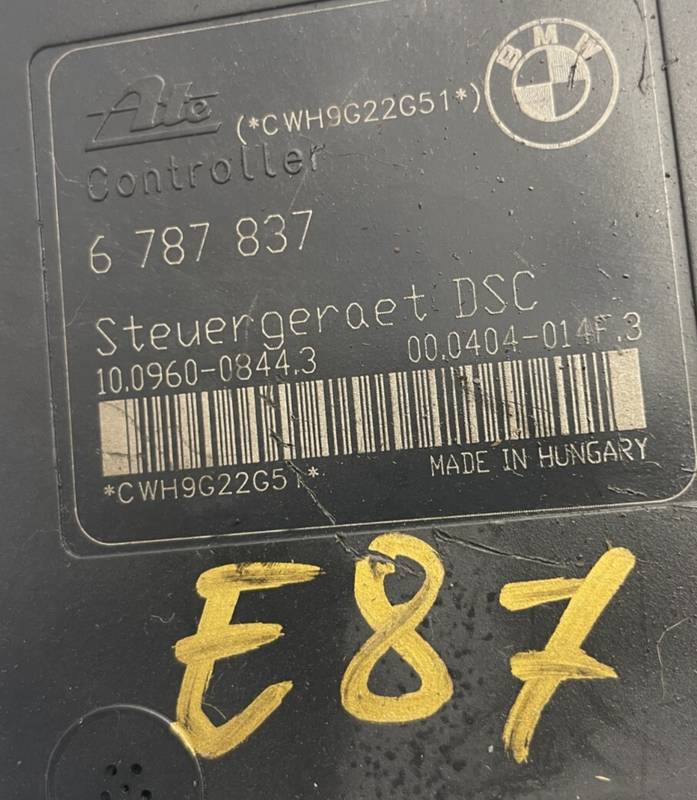 BMW
Ate (*CWH9G22G51*)
Controller
6 787 837
Steuergeraet DSC
10.0960-0844.3 00.0404-014F.3
*CWH9G22G51*
MADE IN HUNGARY
E87